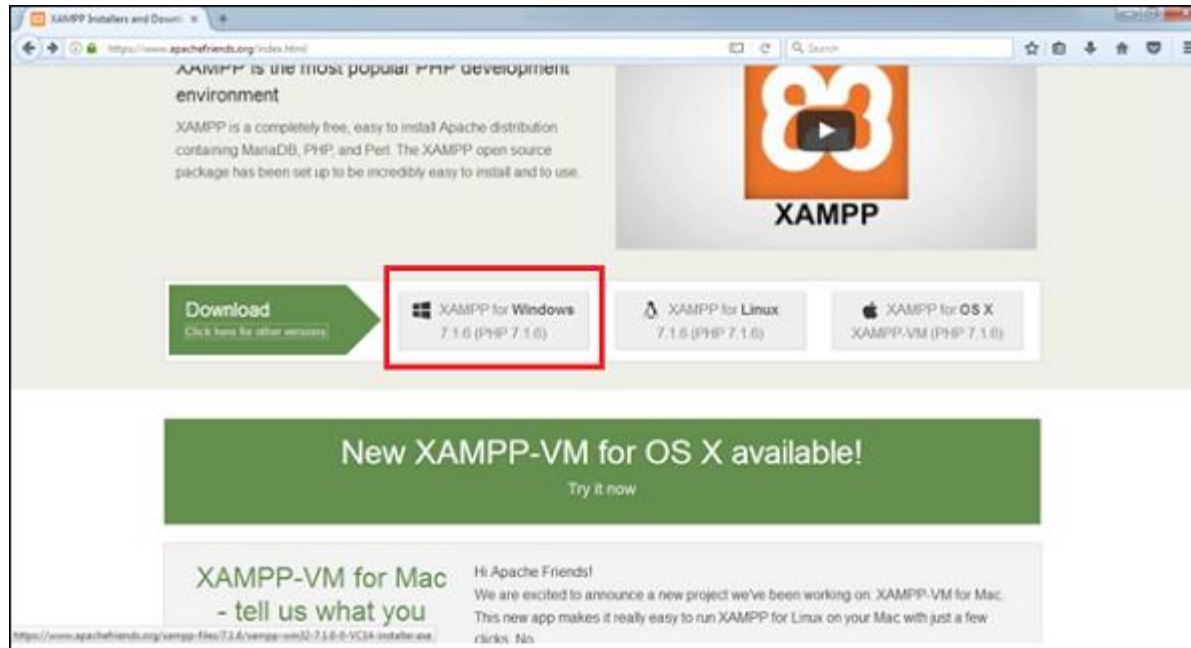 XAMPP Installers and Downl
https://www.apachefriends.org/index.html
Search
XAMPP is the most popular PHP development
environment
XAMPP is a completely free, easy to install Apache distribution
containing MariaDB, PHP, and Perl. The XAMPP open source
package has been set up to be incredibly easy to install and to use.
XAMPP
Download
Click here for other versions
XAMPP for Windows
7.1.6 (PHP 7.1.6)
XAMPP for Linux
7.1.6 (PHP 7.1.6)
XAMPP for OS X
XAMPP-VM (PHP 7.1.6)
New XAMPP-VM for OS X available!
Try it now
XAMPP-VM for Mac
- tell us what you
Hi Apache Friends!
We are excited to announce a new project we've been working on: XAMPP-VM for Mac.
This new app makes it really easy to run XAMPP for Linux on your Mac with just a few
clicks. No
https://www.apachefriends.org/xampp-files/7.1.6/xampp-win32-7.1.6-0-VC14-installer.exe